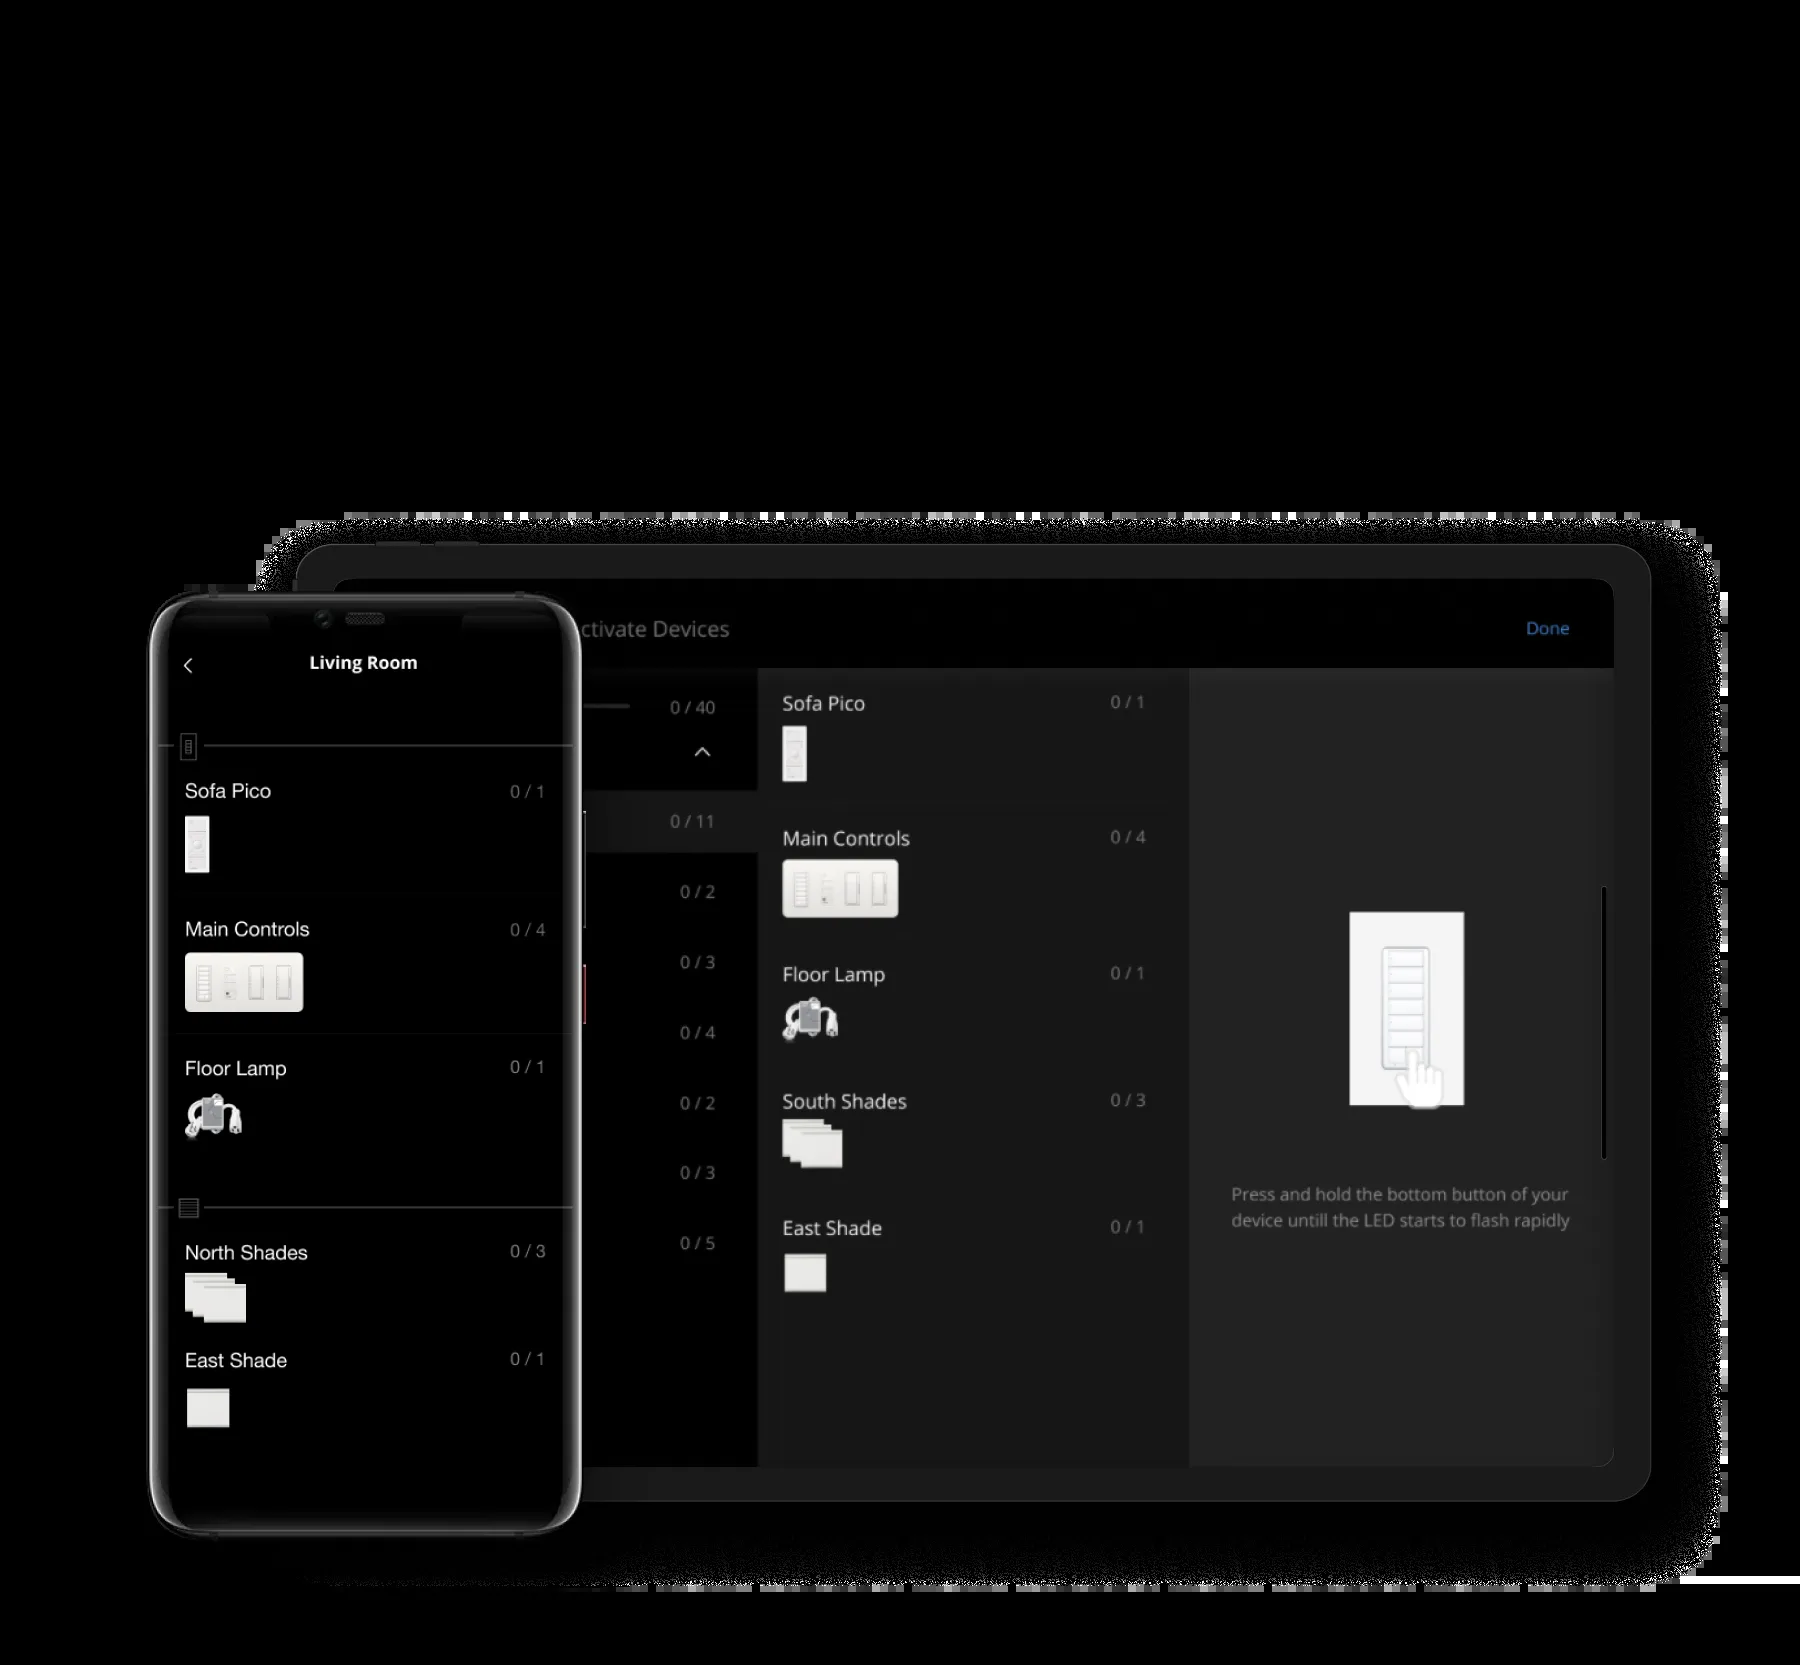 Living Room
Sofa Pico 0 / 1
Main Controls 0 / 4
Floor Lamp 0 / 1
North Shades 0 / 3
East Shade 0 / 1
ctivate Devices
Done
0 / 40
0 / 11
0 / 2
0 / 3
0 / 4
0 / 2
0 / 3
0 / 5
Sofa Pico 0 / 1
Main Controls 0 / 4
Floor Lamp 0 / 1
South Shades 0 / 3
East Shade 0 / 1
Press and hold the bottom button of your
device untill the LED starts to flash rapidly